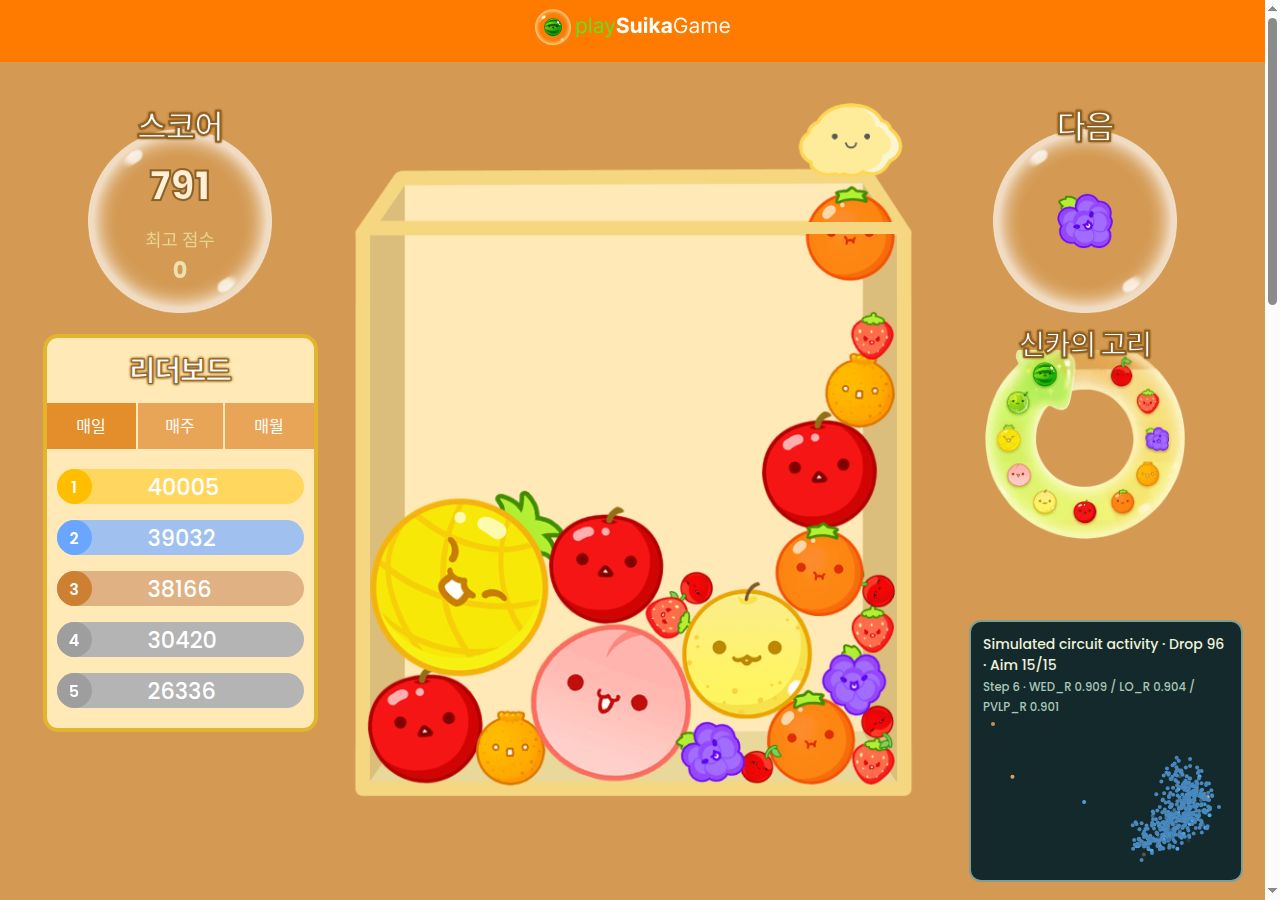 playSuikaGame
스코어
791
최고 점수
0
리더보드
매일 매주 매월
1 40005
2 39032
3 38166
4 30420
5 26336
다음
신카의 고리
Simulated circuit activity · Drop 96
· Aim 15/15
Step 6 · WED_R 0.909 / LO_R 0.904 /
PVLP_R 0.901